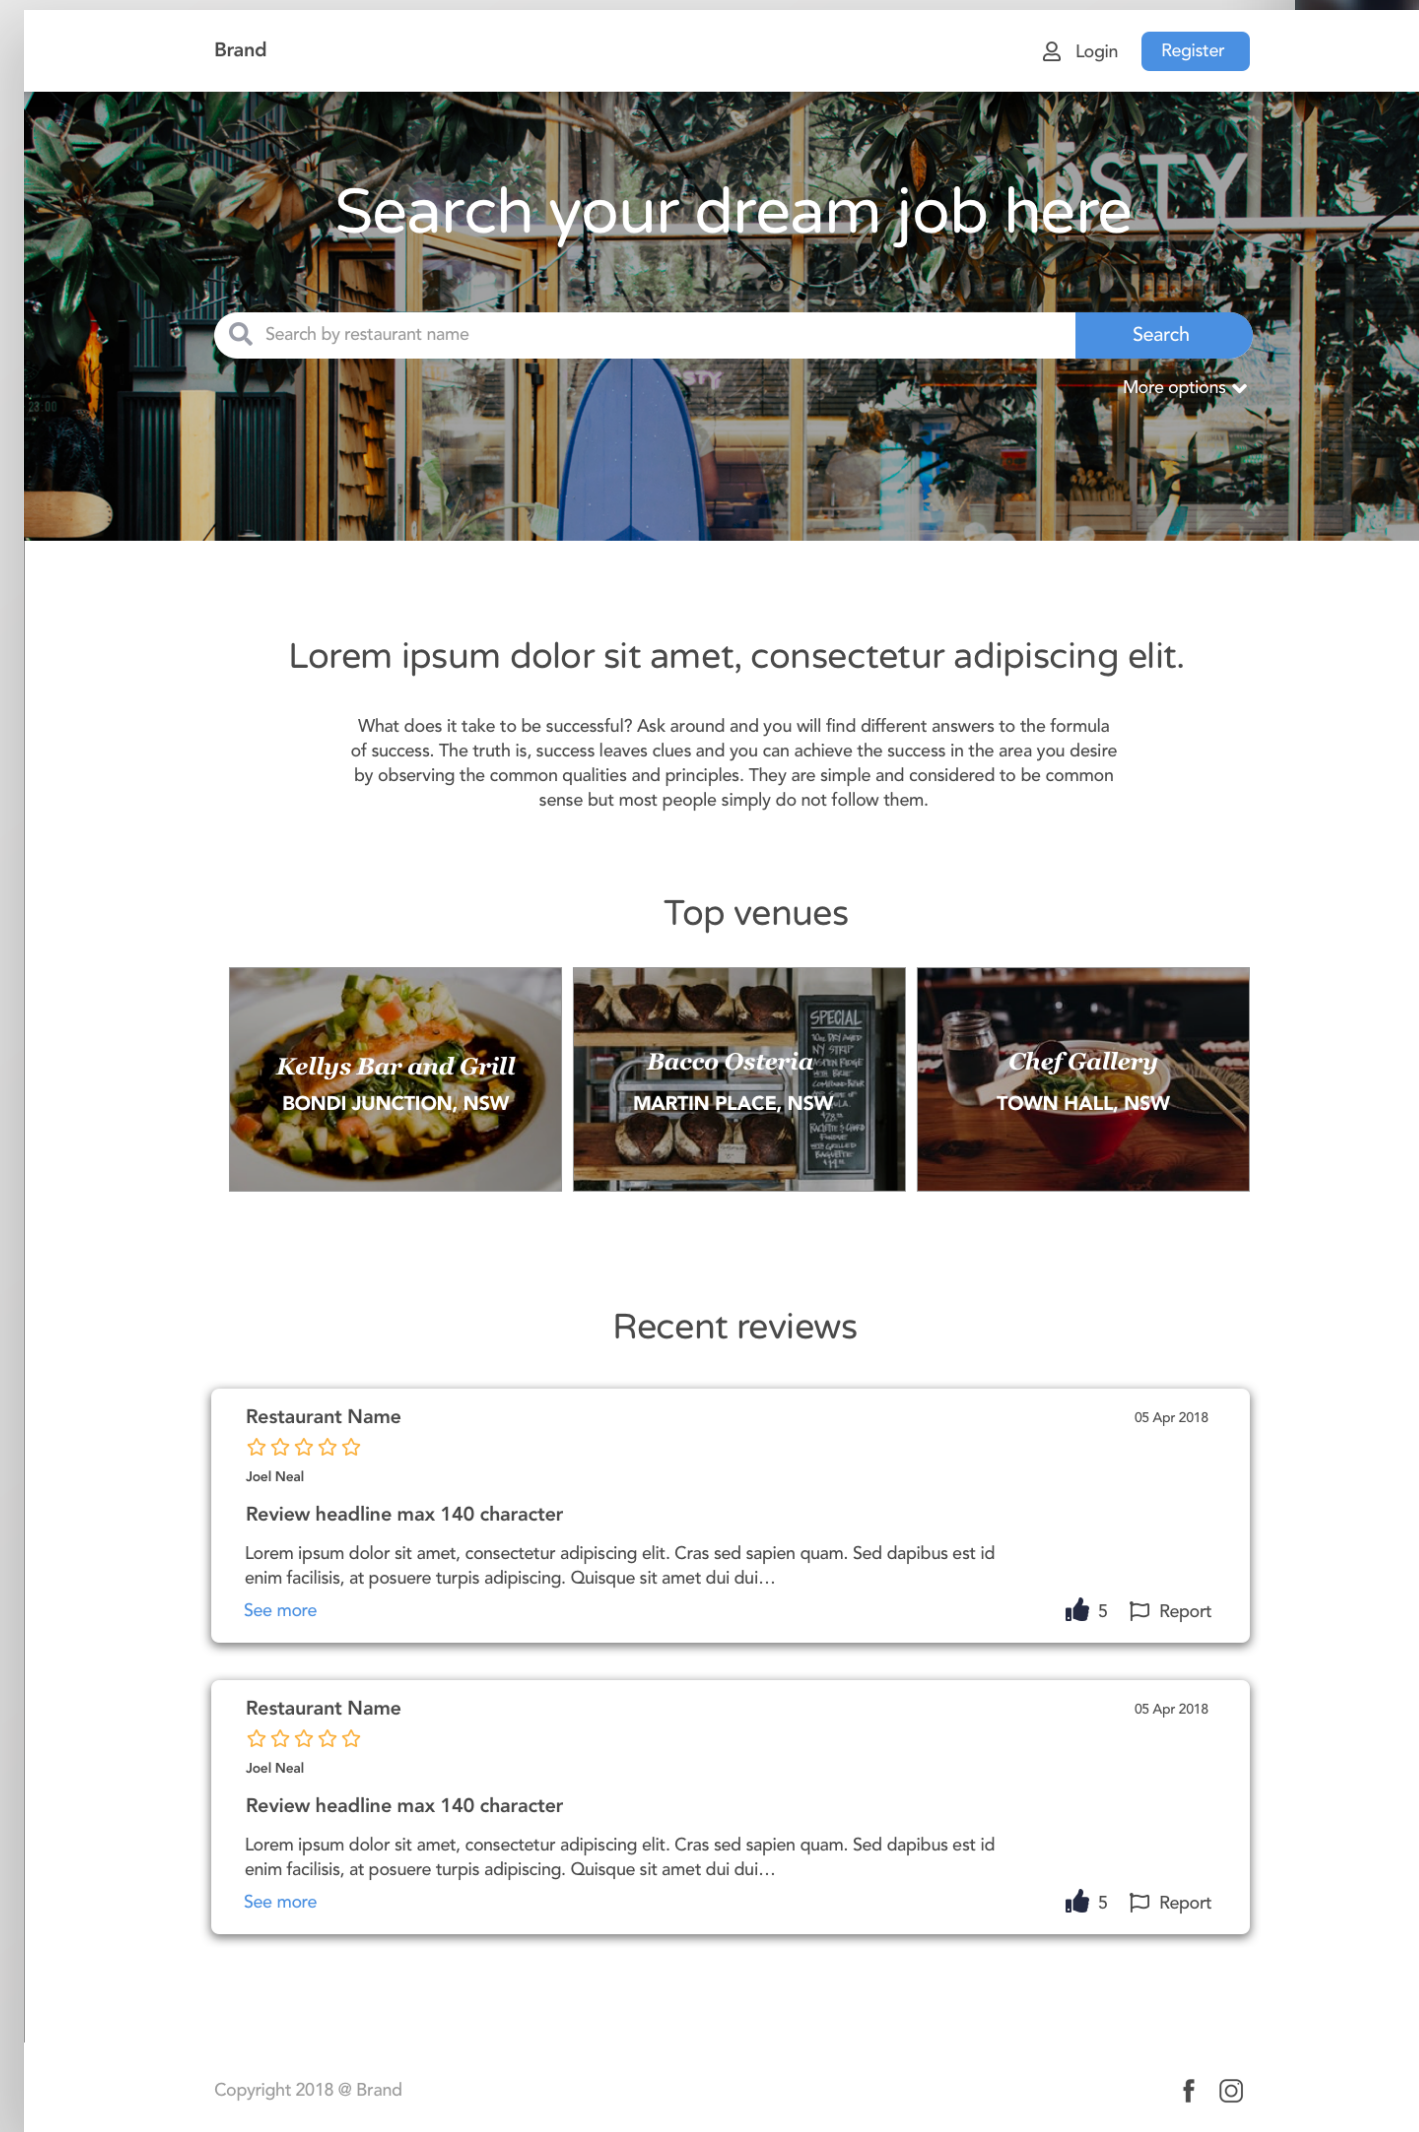 Brand
Login
Register
OSTY
Search your dream job here
Search by restaurant name
Search
OSTY
More options
23:00
Lorem ipsum dolor sit amet, consectetur adipiscing elit.
What does it take to be successful? Ask around and you will find different answers to the formula
of success. The truth is, success leaves clues and you can achieve the success in the area you desire
by observing the common qualities and principles. They are simple and considered to be common
sense but most people simply do not follow them.
Top venues
Kellys Bar and Grill
BONDI JUNCTION, NSW
SPECIAL
NY STRIP
Bacco Osteria
MARTIN PLACE, NSW
Chef Gallery
TOWN HALL, NSW
Recent reviews
Restaurant Name
05 Apr 2018
Joel Neal
Review headline max 140 character
Lorem ipsum dolor sit amet, consectetur adipiscing elit. Cras sed sapien quam. Sed dapibus est id
enim facilisis, at posuere turpis adipiscing. Quisque sit amet dui dui…
See more
5
Report
Restaurant Name
05 Apr 2018
Joel Neal
Review headline max 140 character
Lorem ipsum dolor sit amet, consectetur adipiscing elit. Cras sed sapien quam. Sed dapibus est id
enim facilisis, at posuere turpis adipiscing. Quisque sit amet dui dui…
See more
5
Report
Copyright 2018 @ Brand